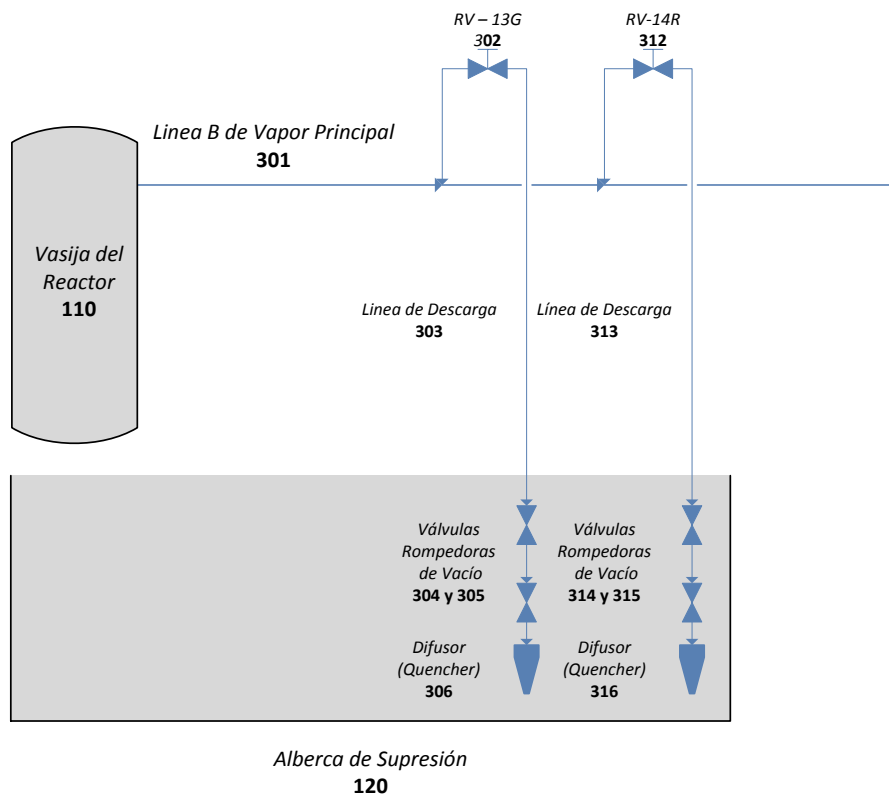 RV – 13G
302
RV-14R
312
Linea B de Vapor Principal
301
Vasija del
Reactor
110
Linea de Descarga
303
Línea de Descarga
313
Válvulas
Rompedoras
de Vacío
304 y 305
Válvulas
Rompedoras
de Vacío
314 y 315
Difusor
(Quencher)
306
Difusor
(Quencher)
316
Alberca de Supresión
120